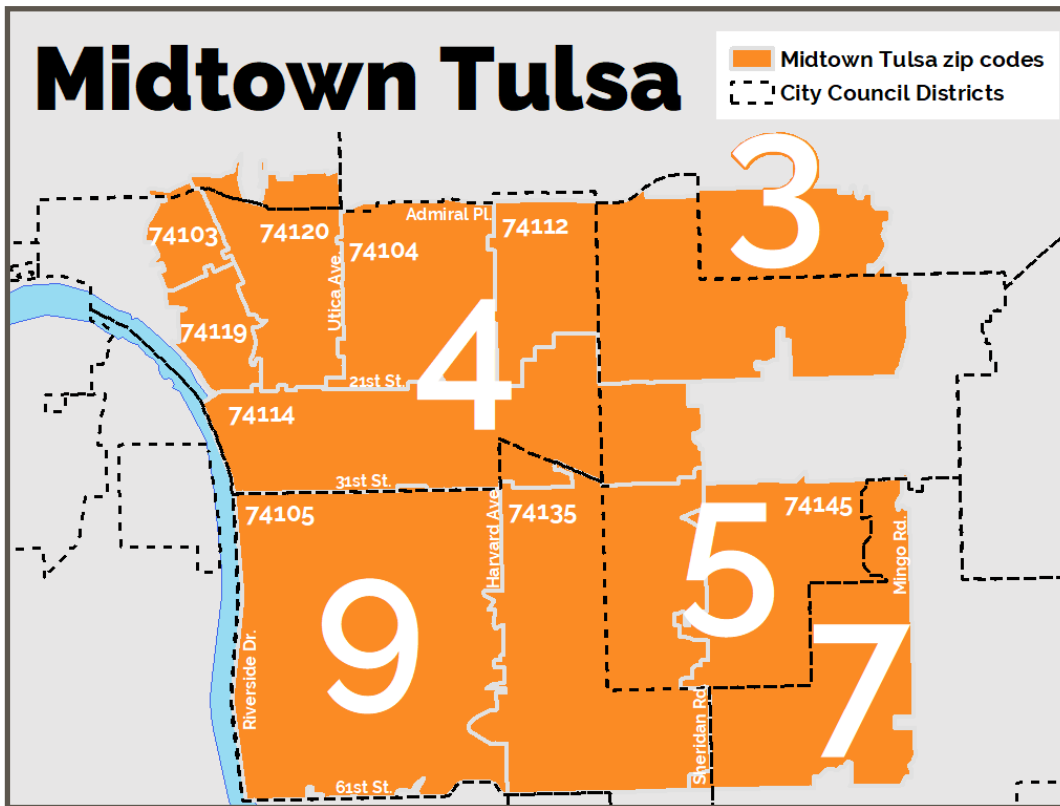 Midtown Tulsa
Midtown Tulsa zip codes
City Council Districts
3
74103
74120
Admiral Pl.
74112
74104
Utica Ave.
74119
4
21st St.
74114
31st St.
74105
Harvard Ave.
74135
5
74145
Mingo Rd.
9
7
Riverside Dr.
Sheridan Rd.
61st St.